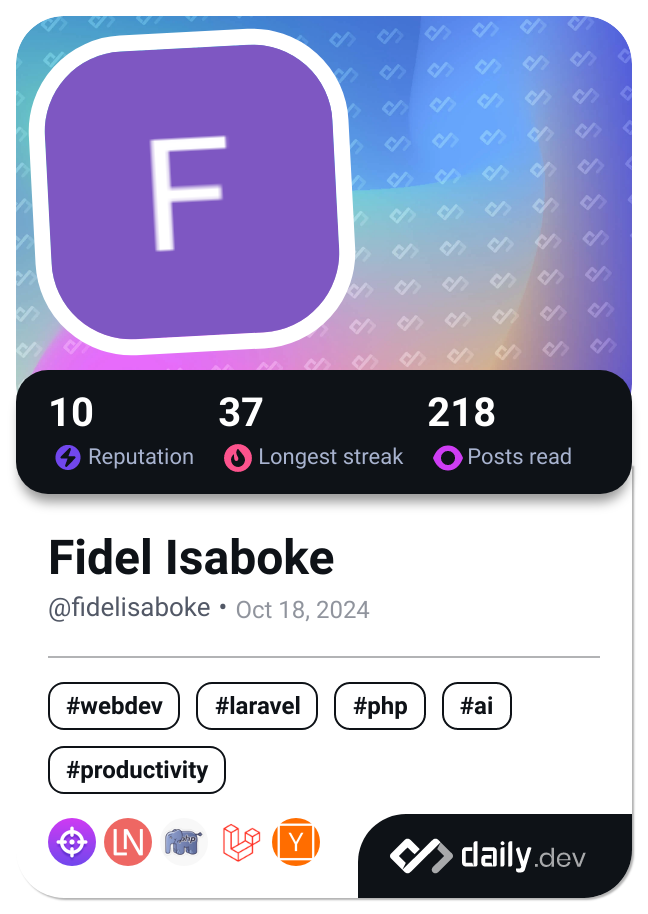 F
10 37 218
Reputation Longest streak Posts read
Fidel Isaboke
@fidelisaboke • Oct 18, 2024
#webdev #laravel #php #ai
#productivity
LN php Y
daily.dev